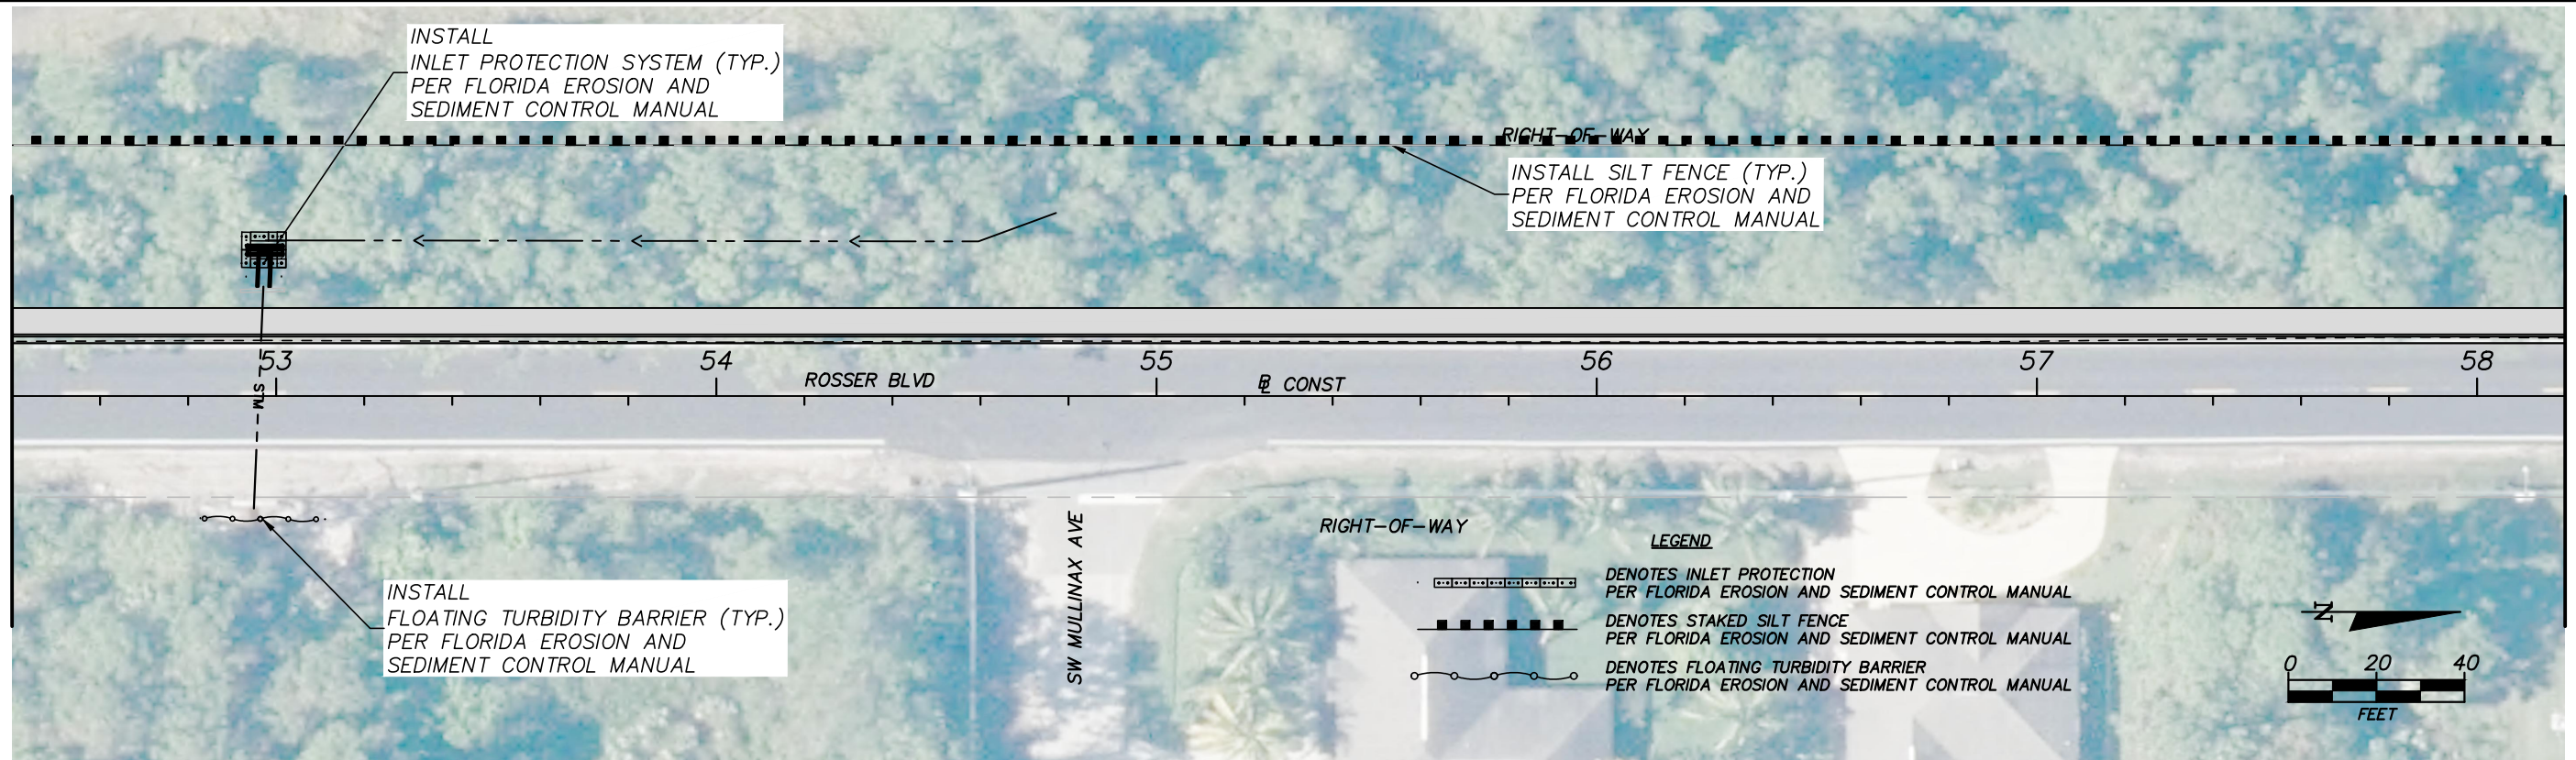 INSTALL
INLET PROTECTION SYSTEM (TYP.)
PER FLORIDA EROSION AND
SEDIMENT CONTROL MANUAL
RIGHT-OF-WAY
INSTALL SILT FENCE (TYP.)
PER FLORIDA EROSION AND
SEDIMENT CONTROL MANUAL
53 54 55 56 57 58
ROSSER BLVD
BL CONST
STM
SW MULLINAX AVE
RIGHT-OF-WAY
INSTALL
FLOATING TURBIDITY BARRIER (TYP.)
PER FLORIDA EROSION AND
SEDIMENT CONTROL MANUAL
LEGEND
DENOTES INLET PROTECTION
PER FLORIDA EROSION AND SEDIMENT CONTROL MANUAL
DENOTES STAKED SILT FENCE
PER FLORIDA EROSION AND SEDIMENT CONTROL MANUAL
DENOTES FLOATING TURBIDITY BARRIER
PER FLORIDA EROSION AND SEDIMENT CONTROL MANUAL
N
0 20 40
FEET